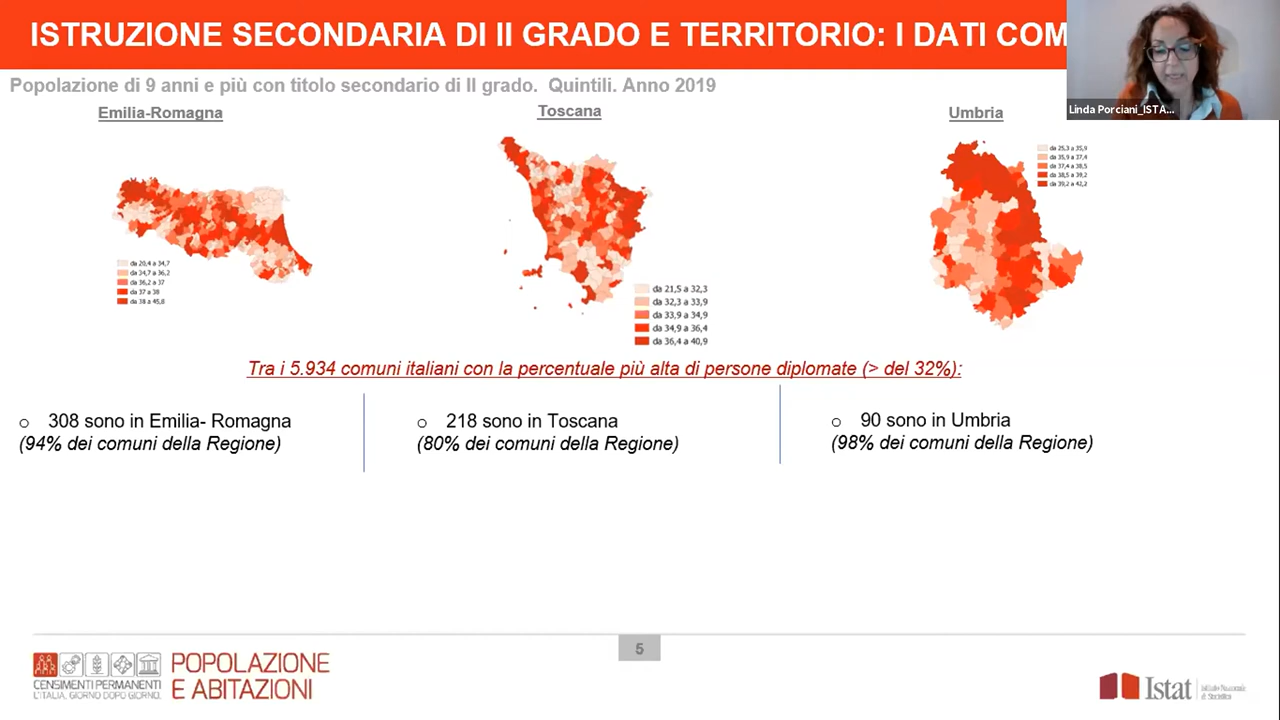 ISTRUZIONE SECONDARIA DI II GRADO E TERRITORIO: I DATI COM
Linda Porciani_ISTA...
Popolazione di 9 anni e più con titolo secondario di II grado. Quintili. Anno 2019
Emilia-Romagna
Toscana
Umbria
da 20,4 a 34,7
da 34,7 a 36,2
da 36,2 a 37
da 37 a 38
da 38 a 45,8
da 21,5 a 32,3
da 32,3 a 33,9
da 33,9 a 34,9
da 34,9 a 36,4
da 36,4 a 40,9
da 25,3 a 35,9
da 35,9 a 37,4
da 37,4 a 38,5
da 38,5 a 39,2
da 39,2 a 42,2
Tra i 5.934 comuni italiani con la percentuale più alta di persone diplomate (> del 32%):
o 308 sono in Emilia- Romagna
(94% dei comuni della Regione)
o 218 sono in Toscana
(80% dei comuni della Regione)
o 90 sono in Umbria
(98% dei comuni della Regione)
5
CENSIMENTI PERMANENTI
L'ITALIA. GIORNO DOPO GIORNO.
POPOLAZIONE
E ABITAZIONI
Istat
Istituto Nazionale
di Statistica